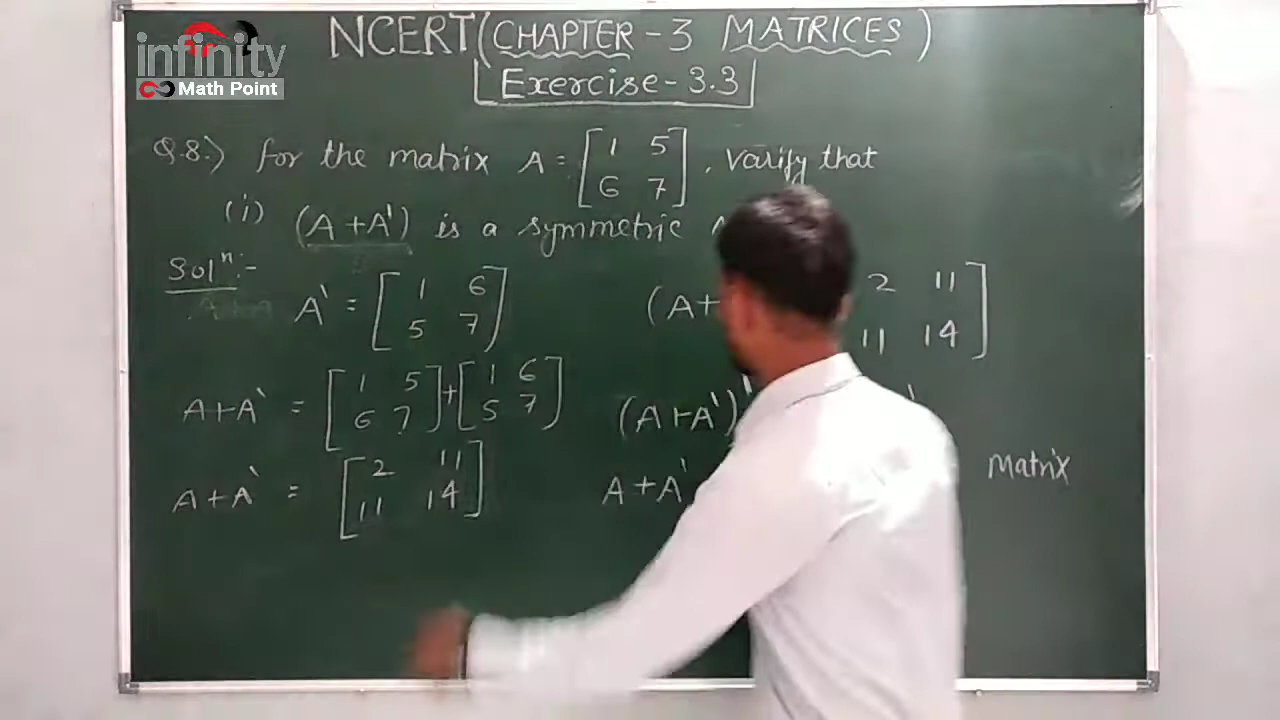 infinity
Math Point
NCERT (CHAPTER - 3 MATRICES)
Exercise - 3.3
Q.8.) for the matrix A = [1 5
6 7], varify that
(i) (A + A') is a symmetric
Solⁿ:-
A' = [1 6
5 7]
A + A' = [1 5
6 7] + [1 6
5 7]
A + A' = [2 11
11 14]
(A +
2 11
11 14]
(A + A')'
A + A'
Matrix